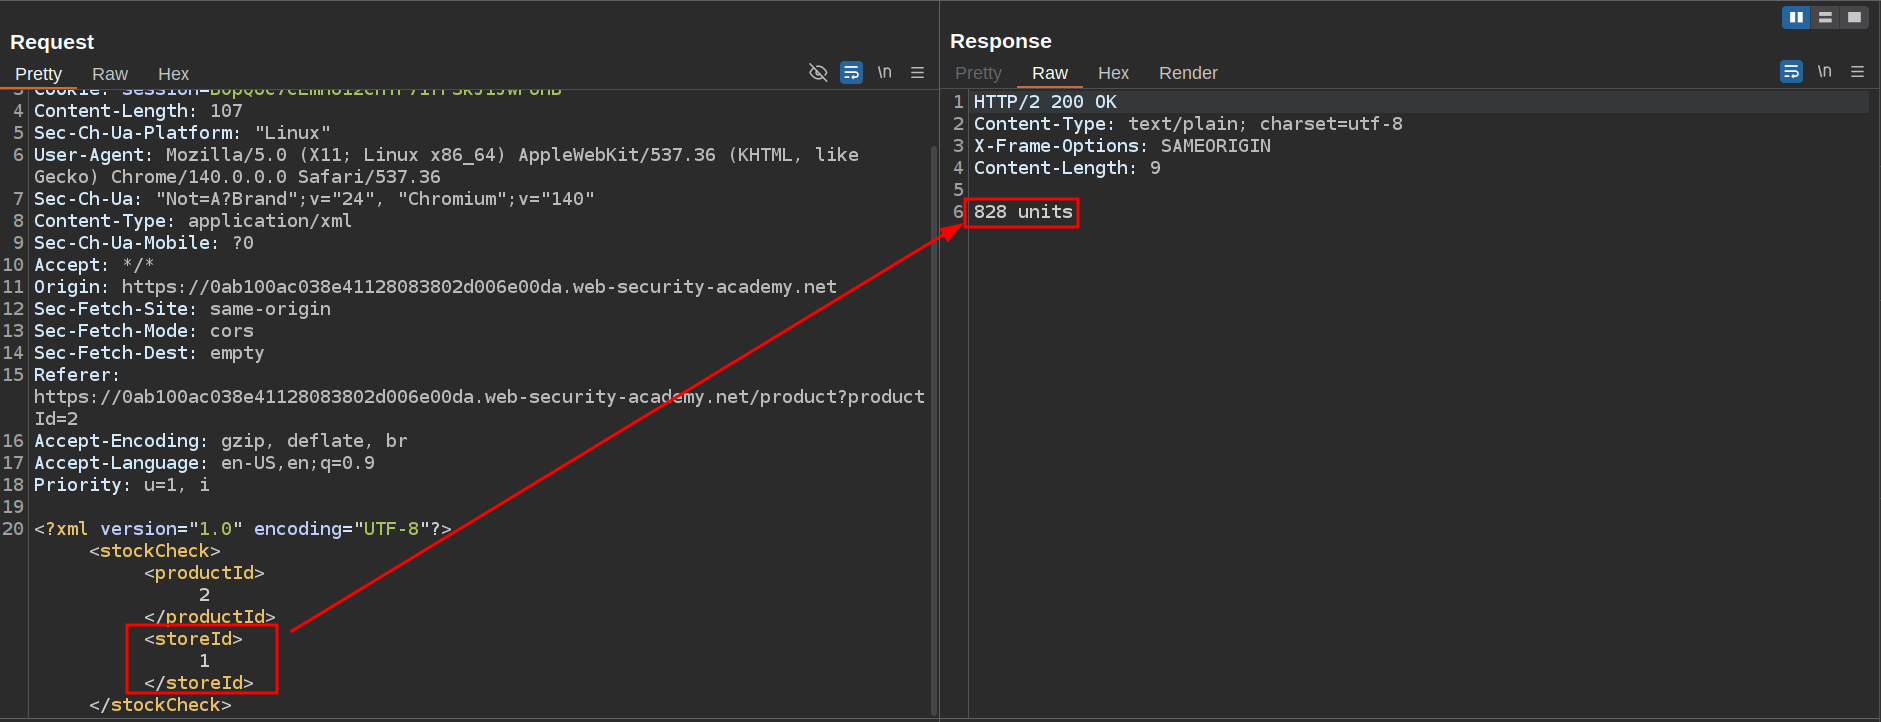 Request
Pretty Raw Hex \n
4 Content-Length: 107
5 Sec-Ch-Ua-Platform: "Linux"
6 User-Agent: Mozilla/5.0 (X11; Linux x86_64) AppleWebKit/537.36 (KHTML, like
Gecko) Chrome/140.0.0.0 Safari/537.36
7 Sec-Ch-Ua: "Not=A?Brand";v="24", "Chromium";v="140"
8 Content-Type: application/xml
9 Sec-Ch-Ua-Mobile: ?0
10 Accept: */*
11 Origin: https://0ab100ac038e41128083802d006e00da.web-security-academy.net
12 Sec-Fetch-Site: same-origin
13 Sec-Fetch-Mode: cors
14 Sec-Fetch-Dest: empty
15 Referer:
https://0ab100ac038e41128083802d006e00da.web-security-academy.net/product?product
Id=2
16 Accept-Encoding: gzip, deflate, br
17 Accept-Language: en-US,en;q=0.9
18 Priority: u=1, i
19
20 <?xml version="1.0" encoding="UTF-8"?>
<stockCheck>
<productId>
2
</productId>
<storeId>
1
</storeId>
</stockCheck>
Response
Pretty Raw Hex Render \n
1 HTTP/2 200 OK
2 Content-Type: text/plain; charset=utf-8
3 X-Frame-Options: SAMEORIGIN
4 Content-Length: 9
5
6 828 units